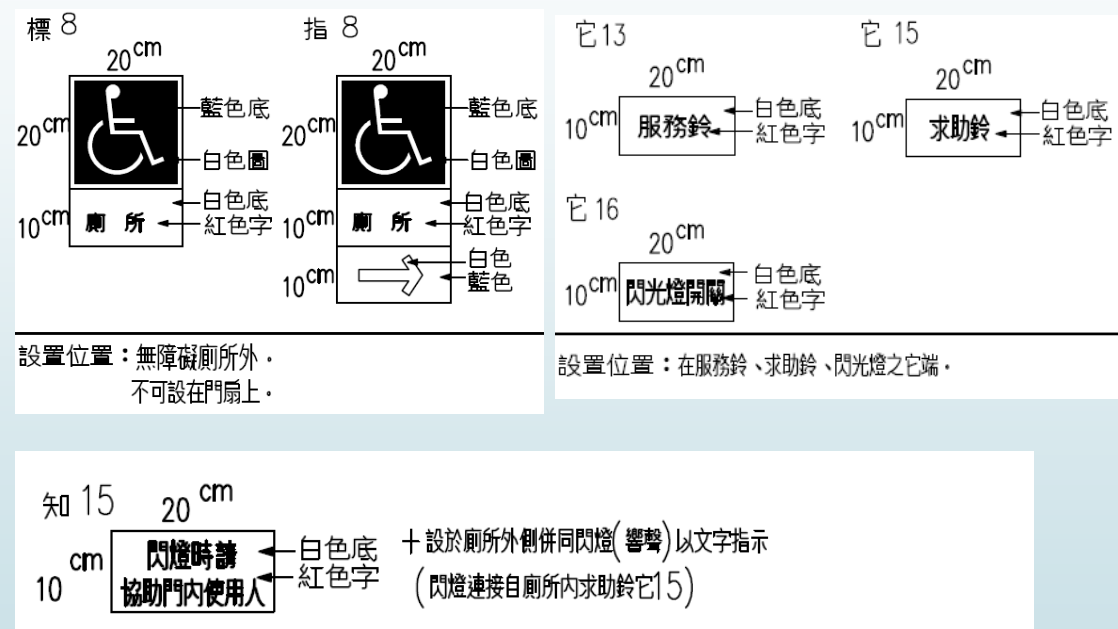 標 8
20cm
20cm
藍色底
白色圖
10cm
廁 所
白色底
紅色字
指 8
20cm
20cm
藍色底
白色圖
10cm
廁 所
白色底
紅色字
10cm
白色
藍色
設置位置：無障礙廁所外。
不可設在門扇上。
它13
20cm
10cm
服務鈴
白色底
紅色字
它 15
20cm
10cm
求助鈴
白色底
紅色字
它 16
20cm
10cm
閃光燈開關
白色底
紅色字
設置位置：在服務鈴、求助鈴、閃光燈之它端。
知 15
20 cm
10 cm
閃燈時請
協助門內使用人
白色底
紅色字
＋設於廁所外側併同閃燈(響聲)以文字指示
(閃燈連接自廁所內求助鈴它15)